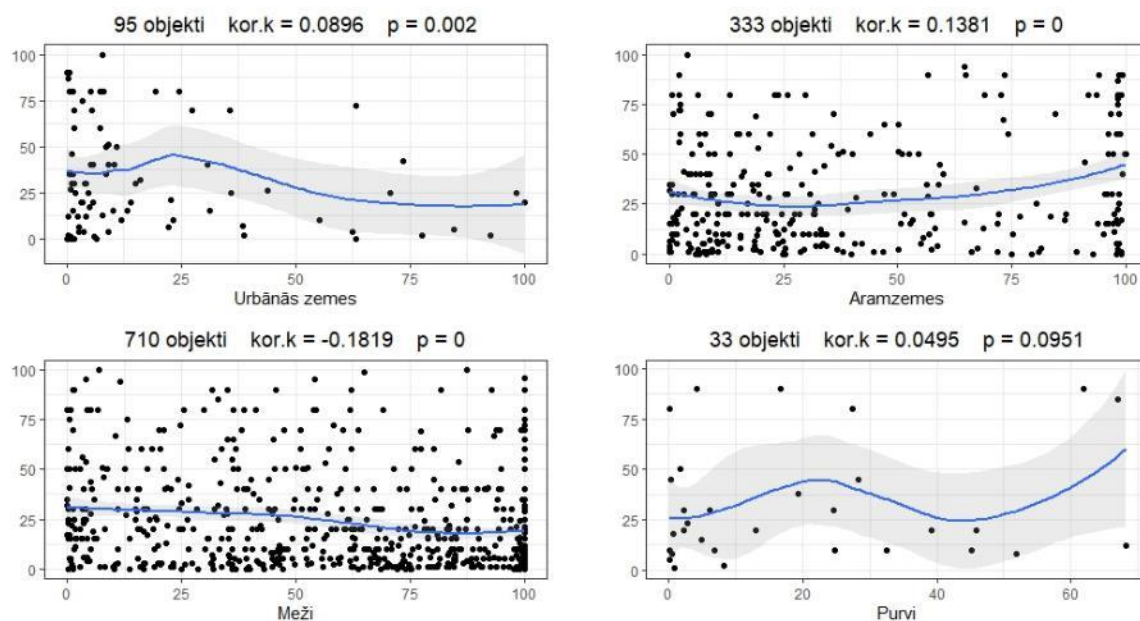 95 objekti kor.k = 0.0896 p = 0.002
100
75
50
25
0
0 25 50 75 100
Urbānās zemes
333 objekti kor.k = 0.1381 p = 0
100
75
50
25
0
0 25 50 75 100
Aramzemes
710 objekti kor.k = -0.1819 p = 0
100
75
50
25
0
0 25 50 75 100
Meži
33 objekti kor.k = 0.0495 p = 0.0951
100
75
50
25
0
0 20 40 60
Purvi